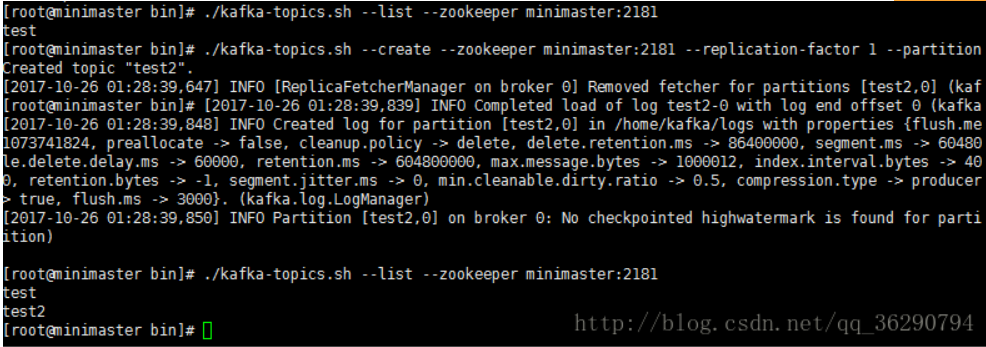 [root@minimaster bin]# ./kafka-topics.sh --list --zookeeper minimaster:2181
test
[root@minimaster bin]# ./kafka-topics.sh --create --zookeeper minimaster:2181 --replication-factor 1 --partition
Created topic "test2".
[2017-10-26 01:28:39,647] INFO [ReplicaFetcherManager on broker 0] Removed fetcher for partitions [test2,0] (kaf
[root@minimaster bin]# [2017-10-26 01:28:39,839] INFO Completed load of log test2-0 with log end offset 0 (kafka
[2017-10-26 01:28:39,848] INFO Created log for partition [test2,0] in /home/kafka/logs with properties {flush.me
1073741824, preallocate -> false, cleanup.policy -> delete, delete.retention.ms -> 86400000, segment.ms -> 60480
le.delete.delay.ms -> 60000, retention.ms -> 604800000, max.message.bytes -> 1000012, index.interval.bytes -> 40
0, retention.bytes -> -1, segment.jitter.ms -> 0, min.cleanable.dirty.ratio -> 0.5, compression.type -> producer
> true, flush.ms -> 3000}. (kafka.log.LogManager)
[2017-10-26 01:28:39,850] INFO Partition [test2,0] on broker 0: No checkpointed highwatermark is found for parti
ition)
[root@minimaster bin]# ./kafka-topics.sh --list --zookeeper minimaster:2181
test
test2
[root@minimaster bin]#
http://blog.csdn.net/qq_36290794